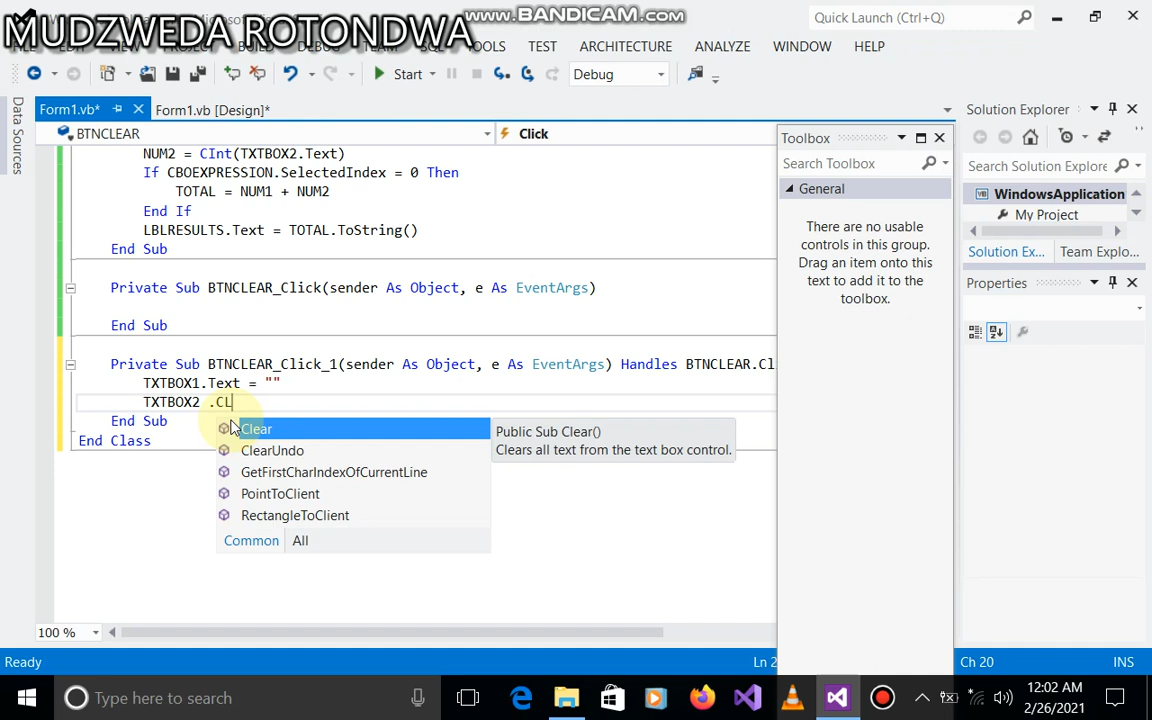 www.BANDICAM.com
MUDZWEDA ROTONDWA
Quick Launch (Ctrl+Q)
TOOLS TEST ARCHITECTURE ANALYZE WINDOW HELP
Start Debug
Form1.vb* Form1.vb [Design]*
Data Sources
BTNCLEAR Click
NUM2 = CInt(TXTBOX2.Text)
If CBOEXPRESSION.SelectedIndex = 0 Then
TOTAL = NUM1 + NUM2
End If
LBLRESULTS.Text = TOTAL.ToString()
End Sub
Private Sub BTNCLEAR_Click(sender As Object, e As EventArgs)
End Sub
Private Sub BTNCLEAR_Click_1(sender As Object, e As EventArgs) Handles BTNCLEAR.Cl
TXTBOX1.Text = ""
TXTBOX2 .CL
End Sub
End Class
Clear
ClearUndo
GetFirstCharIndexOfCurrentLine
PointToClient
RectangleToClient
Common All
Public Sub Clear()
Clears all text from the text box control.
Toolbox
Search Toolbox
General
There are no usable
controls in this group.
Drag an item onto this
text to add it to the
toolbox.
Solution Explorer
Search Solution Explore
WindowsApplication
My Project
Solution Ex... Team Explo...
Properties
100 %
Ready Ln 2 Ch 20 INS
Type here to search
12:02 AM
2/26/2021